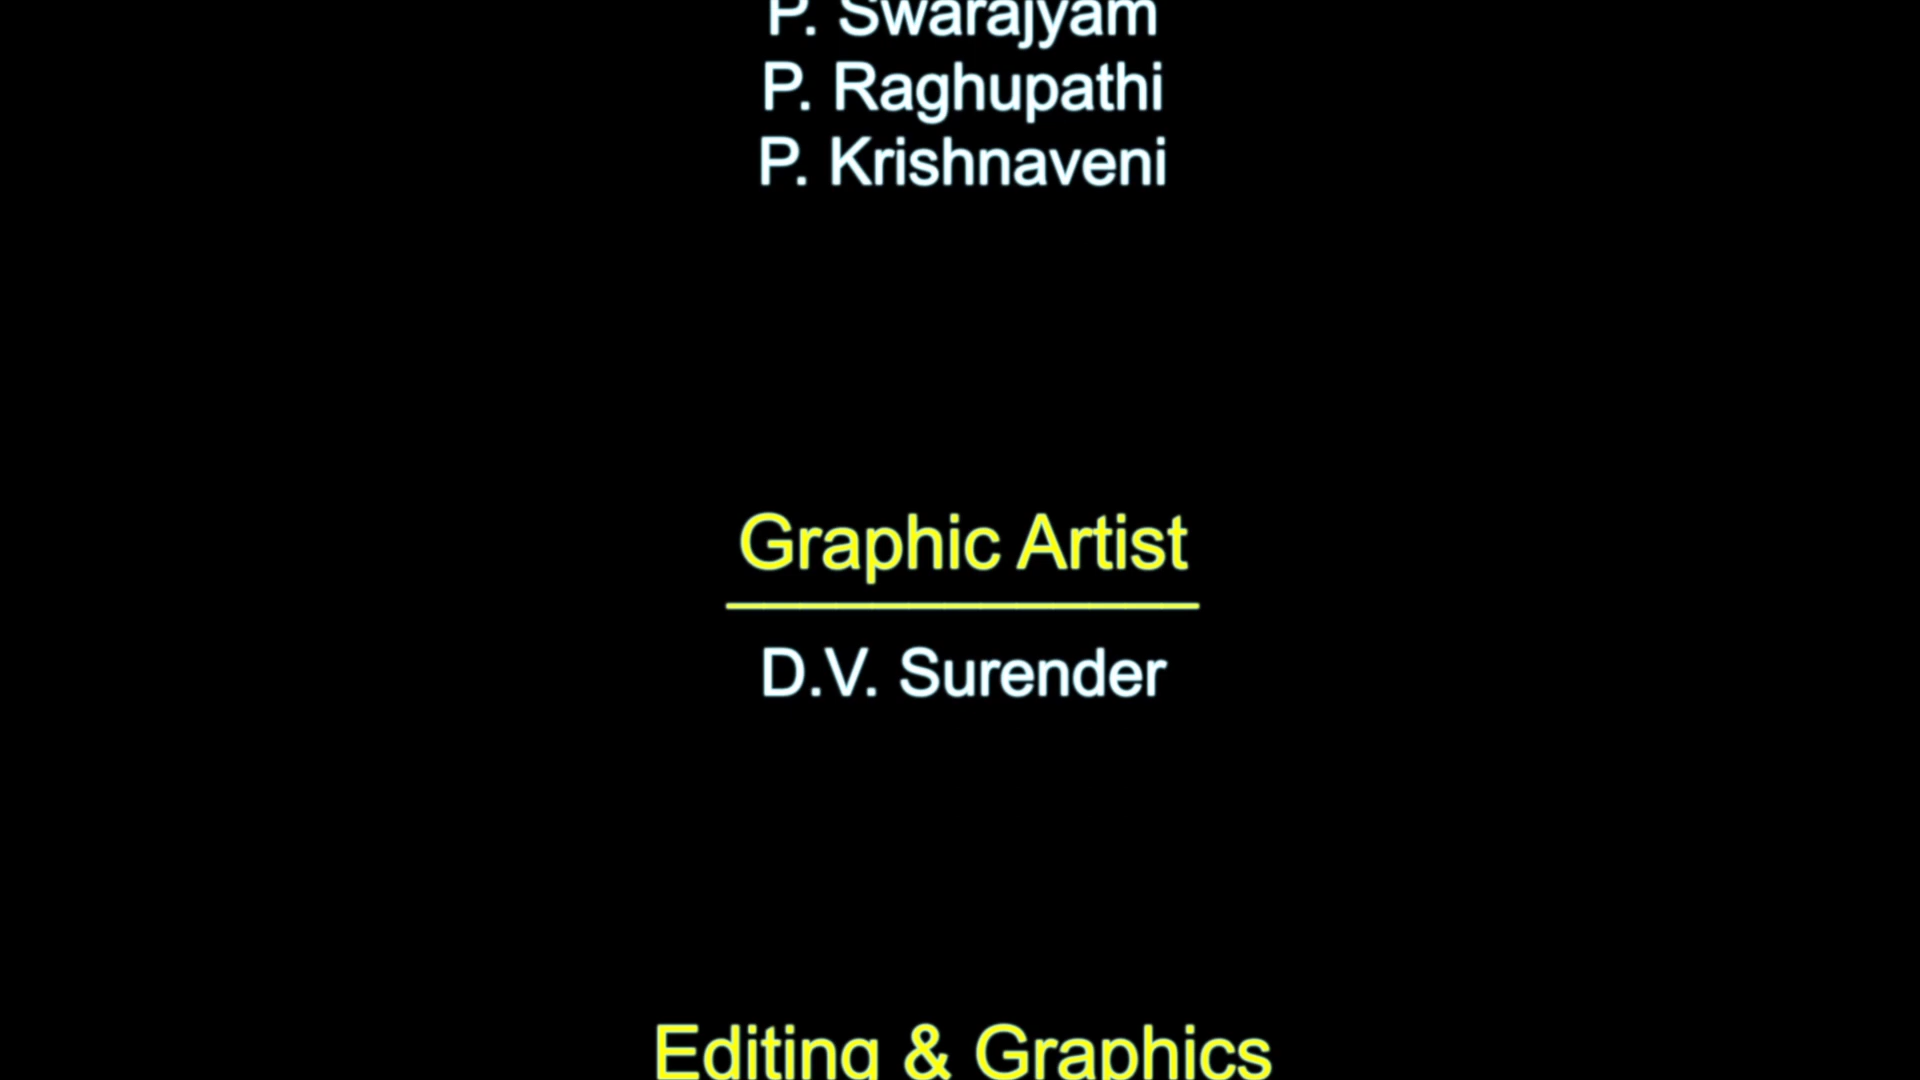 P. Swarajyam
P. Raghupathi
P. Krishnaveni
Graphic Artist
D.V. Surender
Editing & Graphics